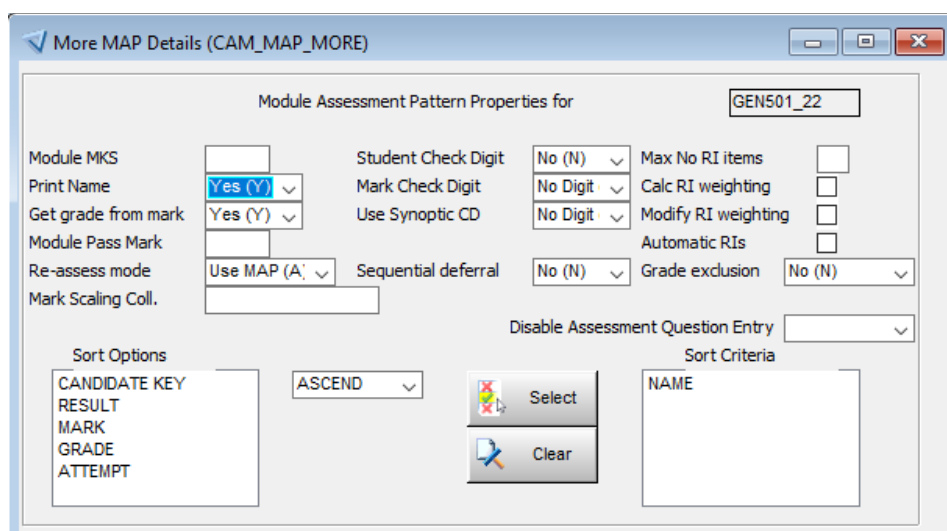 More MAP Details (CAM_MAP_MORE)
Module Assessment Pattern Properties for GEN501_22
Module MKS Student Check Digit No (N) Max No RI items
Print Name Yes (Y) Mark Check Digit No Digit Calc RI weighting
Get grade from mark Yes (Y) Use Synoptic CD No Digit Modify RI weighting
Module Pass Mark Automatic RIs
Re-assess mode Use MAP (A) Sequential deferral No (N) Grade exclusion No (N)
Mark Scaling Coll.
Disable Assessment Question Entry
Sort Options Sort Criteria
CANDIDATE KEY ASCEND Select NAME
RESULT
MARK
GRADE Clear
ATTEMPT